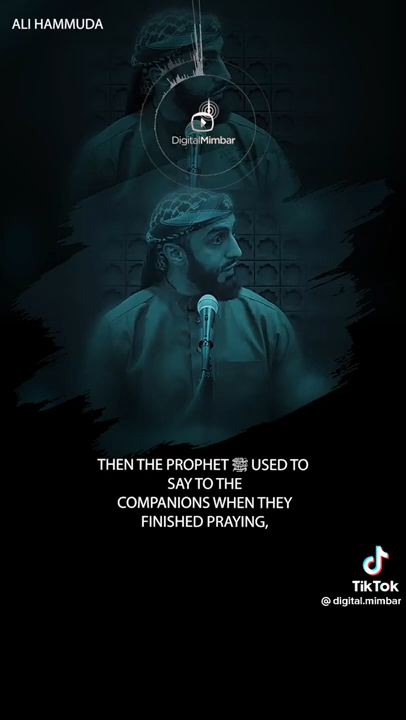 ALI HAMMUDA
DigitalMimbar
THEN THE PROPHET ﷺ USED TO
SAY TO THE
COMPANIONS WHEN THEY
FINISHED PRAYING,
TikTok
@ digital.mimbar